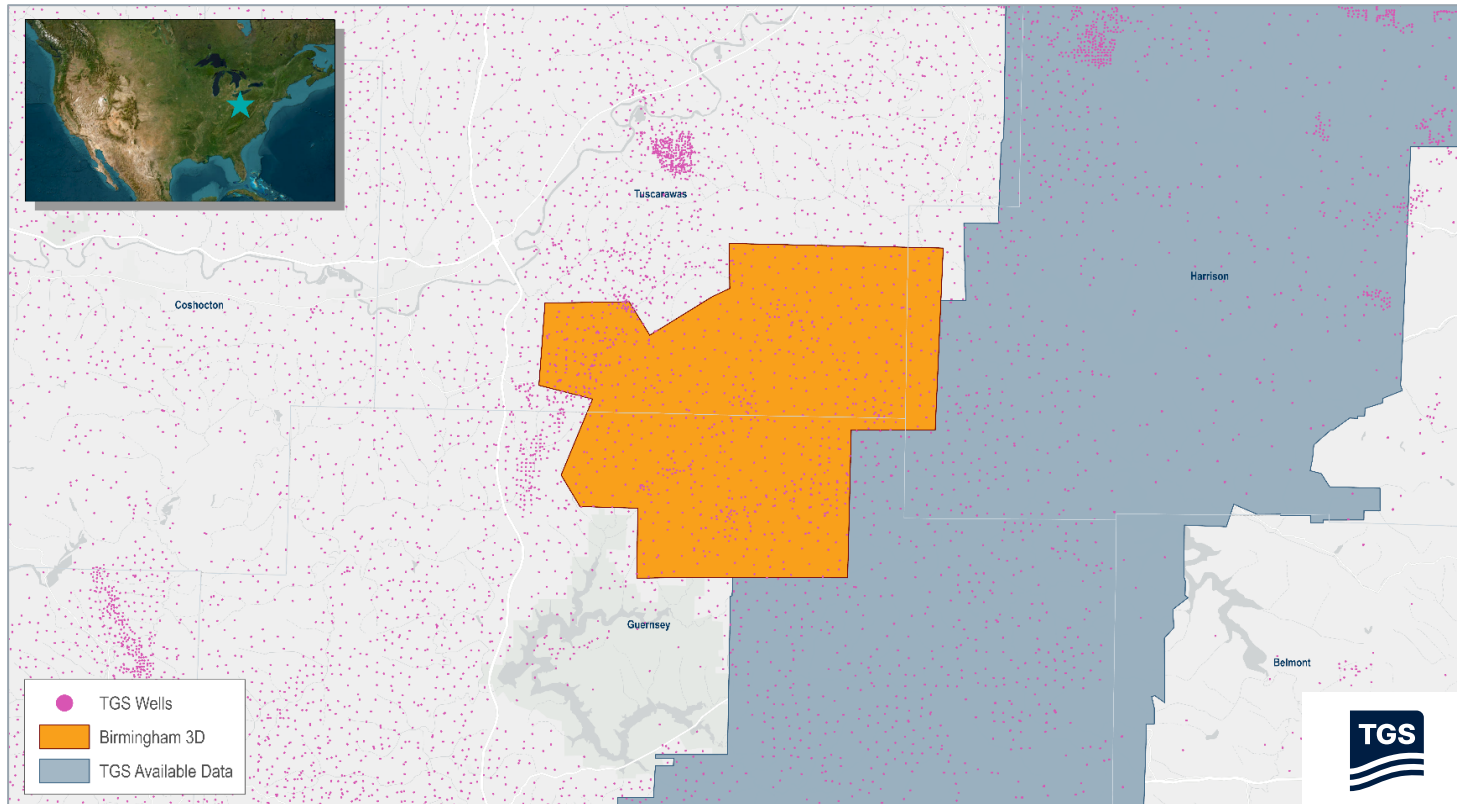 Tuscarawas
Harrison
Coshocton
Guernsey
Belmont
TGS Wells
Birmingham 3D
TGS Available Data
TGS